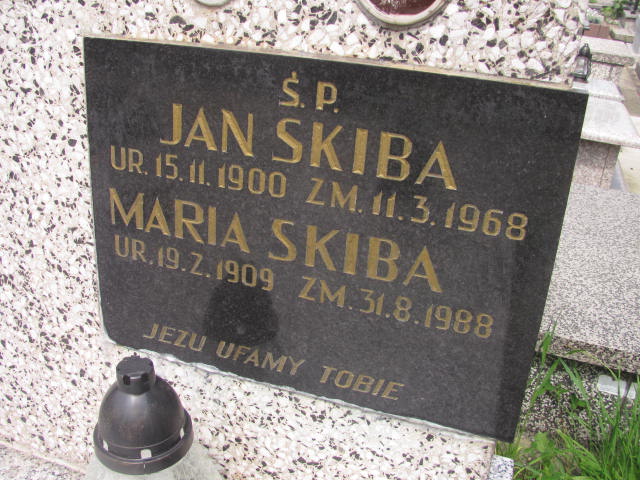 Ś. P.
JAN SKIBA
UR. 15.11.1900 ZM. 11.3.1968
MARIA SKIBA
UR. 19.2.1909 ZM. 31.8.1988
JEZU UFAMY TOBIE